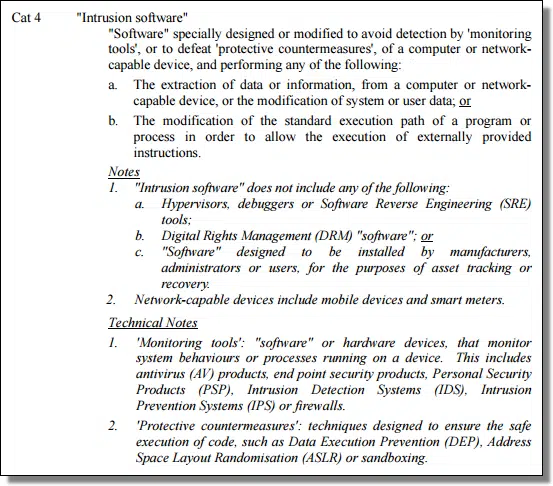 Cat 4 "Intrusion software"
"Software" specially designed or modified to avoid detection by 'monitoring
tools', or to defeat 'protective countermeasures', of a computer or network-
capable device, and performing any of the following:
a. The extraction of data or information, from a computer or network-
capable device, or the modification of system or user data; or
b. The modification of the standard execution path of a program or
process in order to allow the execution of externally provided
instructions.
Notes
1. "Intrusion software" does not include any of the following:
a. Hypervisors, debuggers or Software Reverse Engineering (SRE)
tools;
b. Digital Rights Management (DRM) "software"; or
c. "Software" designed to be installed by manufacturers,
administrators or users, for the purposes of asset tracking or
recovery.
2. Network-capable devices include mobile devices and smart meters.
Technical Notes
1. 'Monitoring tools': "software" or hardware devices, that monitor
system behaviours or processes running on a device. This includes
antivirus (AV) products, end point security products, Personal Security
Products (PSP), Intrusion Detection Systems (IDS), Intrusion
Prevention Systems (IPS) or firewalls.
2. 'Protective countermeasures': techniques designed to ensure the safe
execution of code, such as Data Execution Prevention (DEP), Address
Space Layout Randomisation (ASLR) or sandboxing.